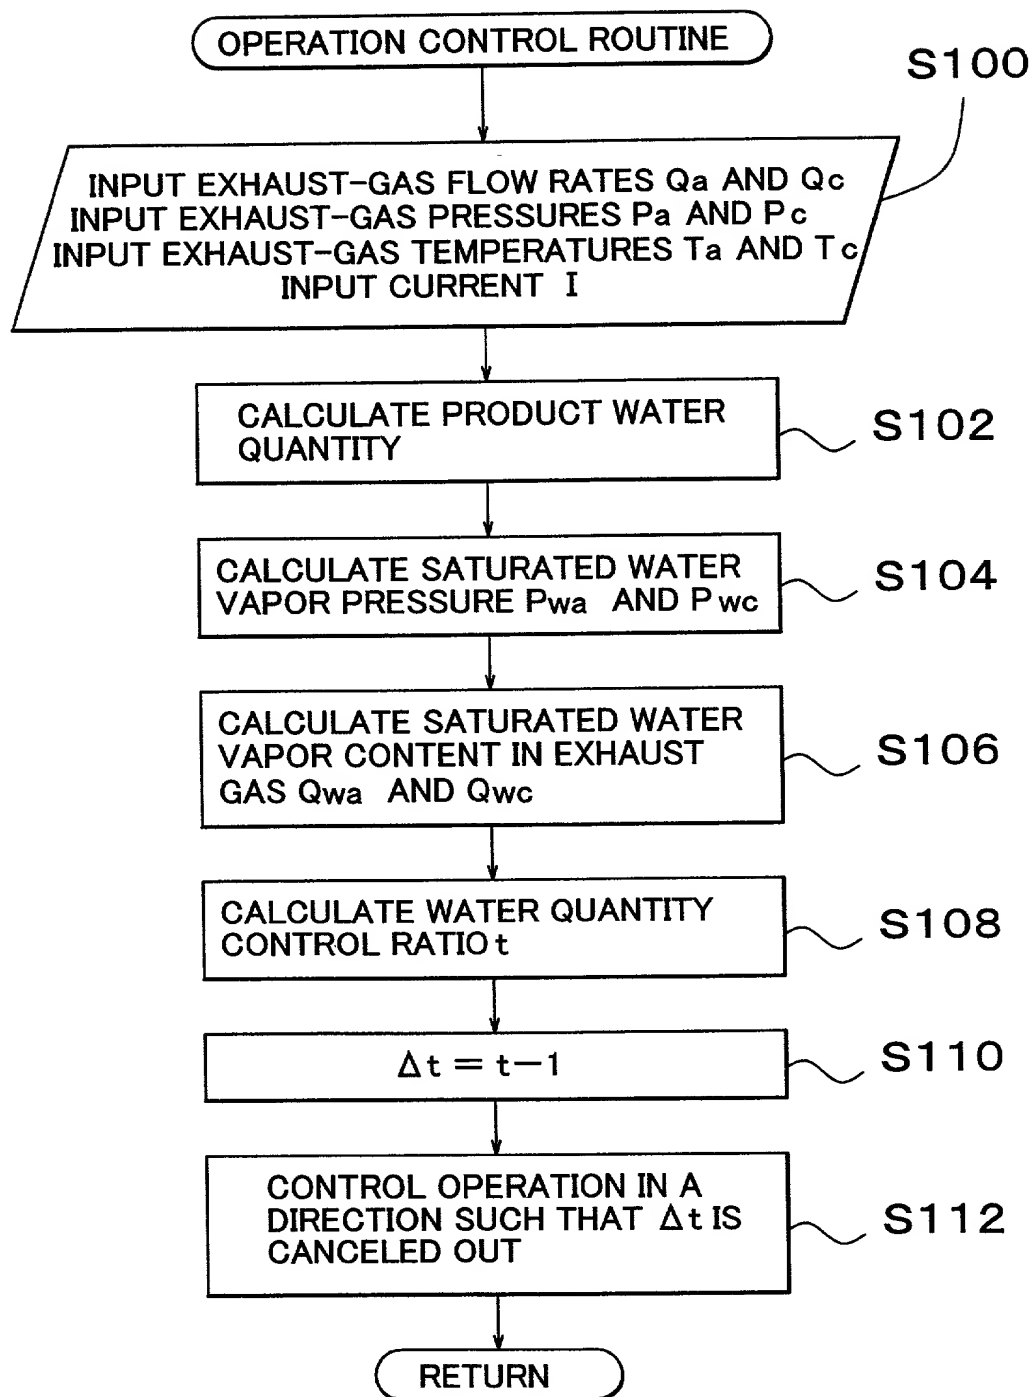 OPERATION CONTROL ROUTINE
S100
INPUT EXHAUST-GAS FLOW RATES Qa AND Qc
INPUT EXHAUST-GAS PRESSURES Pa AND Pc
INPUT EXHAUST-GAS TEMPERATURES Ta AND Tc
INPUT CURRENT I
CALCULATE PRODUCT WATER
QUANTITY
S102
CALCULATE SATURATED WATER
VAPOR PRESSURE Pwa AND Pwc
S104
CALCULATE SATURATED WATER
VAPOR CONTENT IN EXHAUST
GAS Qwa AND Qwc
S106
CALCULATE WATER QUANTITY
CONTROL RATIO t
S108
Δt = t-1
S110
CONTROL OPERATION IN A
DIRECTION SUCH THAT Δt IS
CANCELED OUT
S112
RETURN